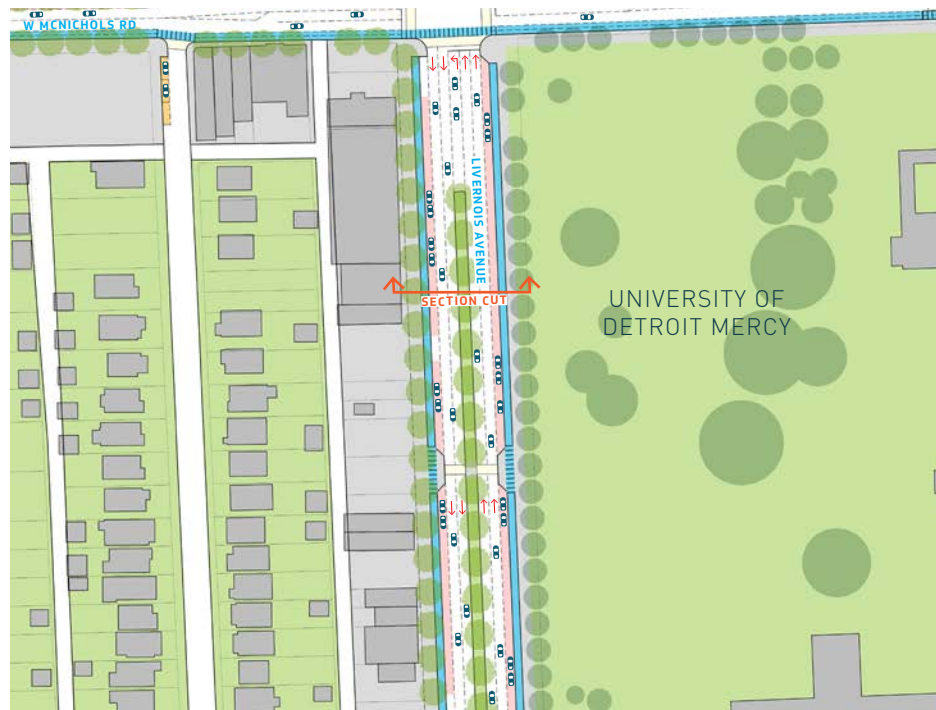 W MCNICHOLS RD
LIVERNOIS AVENUE
SECTION CUT
UNIVERSITY OF
DETROIT MERCY